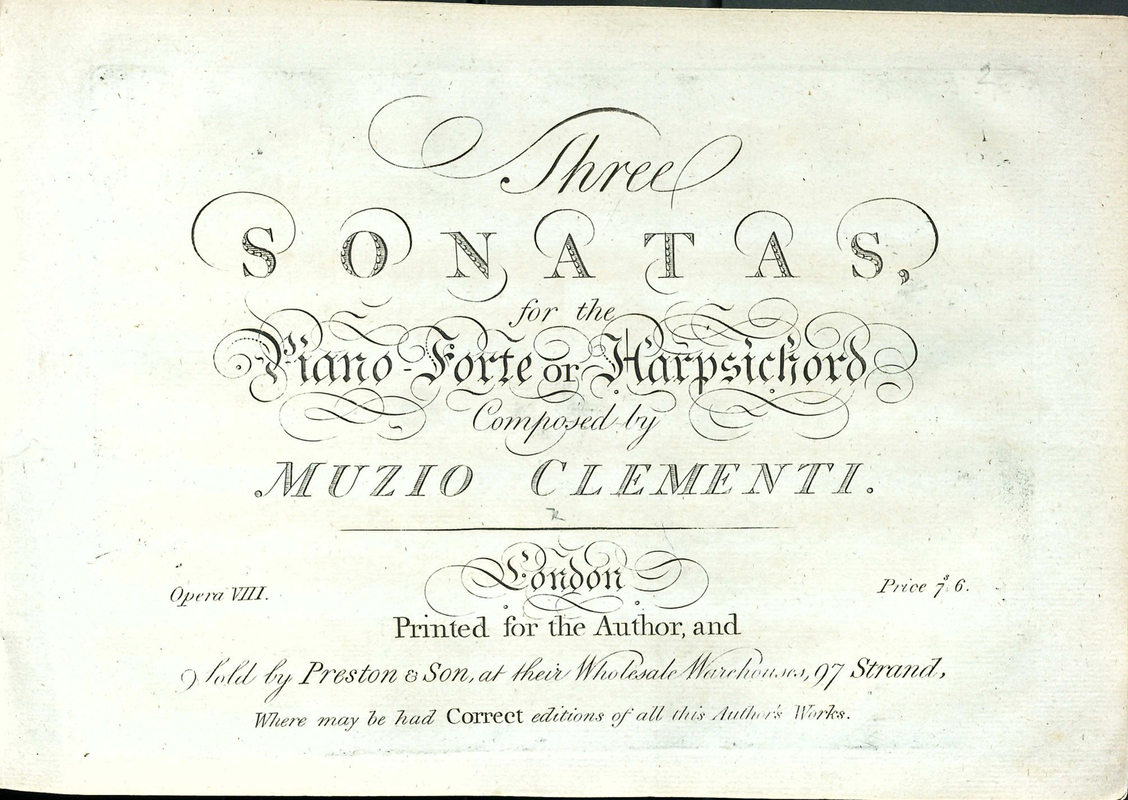 2
Three
SONATAS,
for the
Piano-Forte or Harpsichord
Composed by
MUZIO CLEMENTI.
London
Opera VIII.
Price 7s. 6.
Printed for the Author, and
Sold by Preston & Son, at their Wholesale Warehouses, 97 Strand,
Where may be had Correct editions of all this Author's Works.